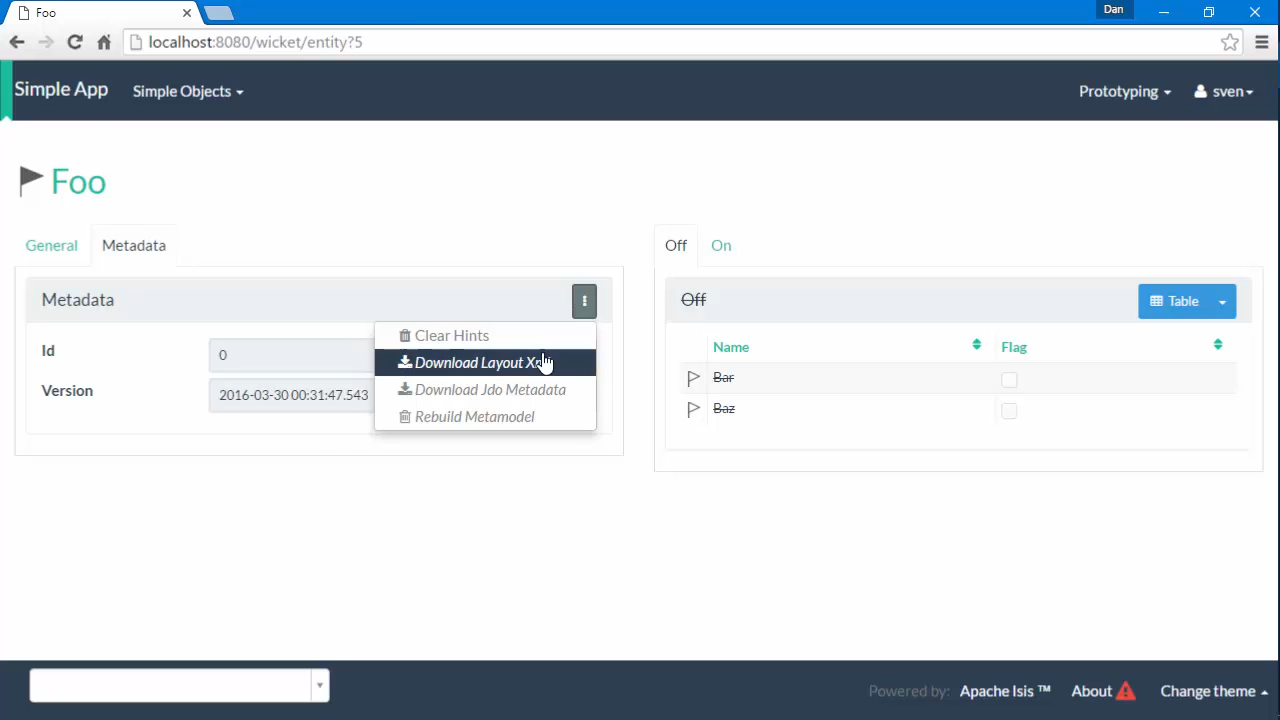 Foo
Dan
localhost:8080/wicket/entity?5
Simple App
Simple Objects
Prototyping
sven
Foo
General
Metadata
Off
On
Metadata
Off
Table
Clear Hints
Download Layout
Download Jdo Metadata
Rebuild Metamodel
Id
0
Version
2016-03-30 00:31:47.543
Name
Flag
Bar
Baz
Powered by:
Apache Isis ™
About
Change theme